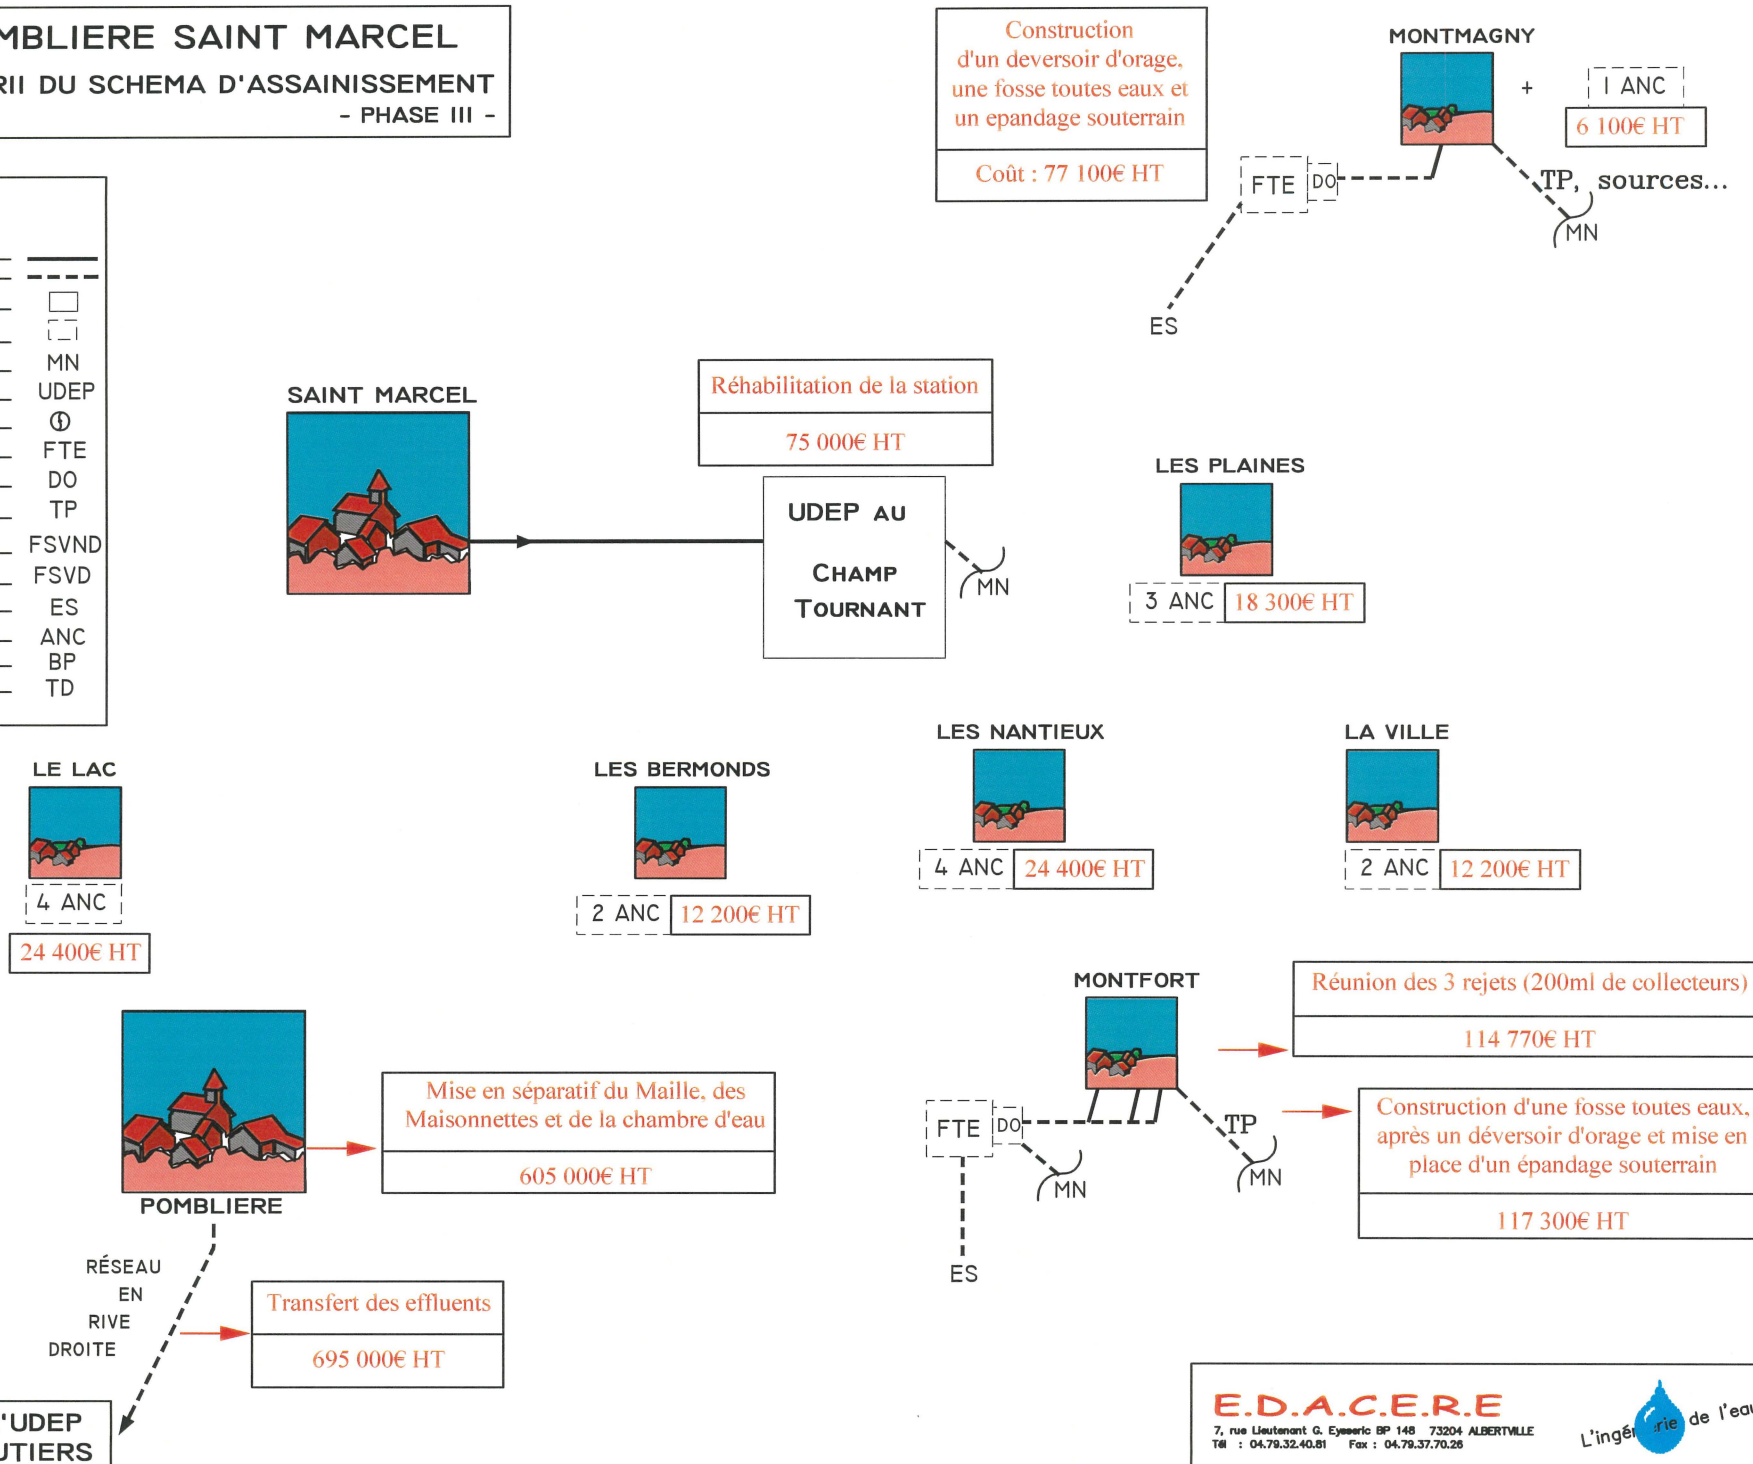 MBLIERE SAINT MARCEL
RII DU SCHEMA D'ASSAINISSEMENT
- PHASE III -
MN
UDEP
FTE
DO
TP
FSVND
FSVD
ES
ANC
BP
TD
Construction
d'un deversoir d'orage,
une fosse toutes eaux et
un epandage souterrain
Coût : 77 100€ HT
MONTMAGNY
+
1 ANC
6 100€ HT
FTE
DO
TP, sources...
MN
ES
SAINT MARCEL
Réhabilitation de la station
75 000€ HT
UDEP AU
CHAMP
TOURNANT
MN
LES PLAINES
3 ANC
18 300€ HT
LE LAC
4 ANC
24 400€ HT
LES BERMONDS
2 ANC
12 200€ HT
LES NANTIEUX
4 ANC
24 400€ HT
LA VILLE
2 ANC
12 200€ HT
POMBLIERE
Mise en séparatif du Maille, des
Maisonnettes et de la chambre d'eau
605 000€ HT
RÉSEAU
EN
RIVE
DROITE
Transfert des effluents
695 000€ HT
'UDEP
UTIERS
MONTFORT
Réunion des 3 rejets (200ml de collecteurs)
114 770€ HT
Construction d'une fosse toutes eaux,
après un déversoir d'orage et mise en
place d'un épandage souterrain
117 300€ HT
FTE
DO
MN
TP
MN
ES
E.D.A.C.E.R.E
7, rue Lieutenant G. Eysseric BP 148 73204 ALBERTVILLE
Tél : 04.79.32.40.81 Fax : 04.79.37.70.26
L'ingénierie de l'eau